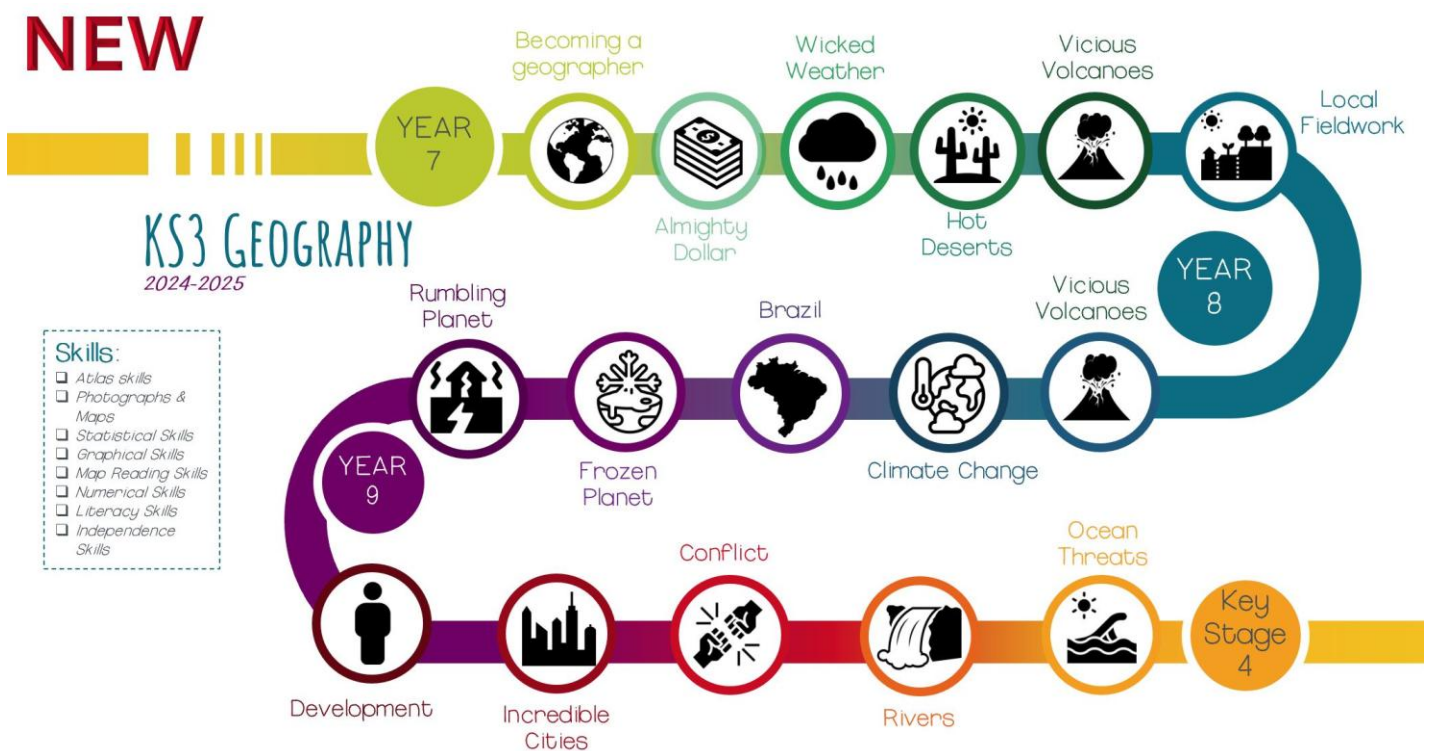 NEW
KS3 GEOGRAPHY
2024-2025
YEAR
7
Becoming a
geographer
Almighty
Dollar
Wicked
Weather
Hot
Deserts
Vicious
Volcanoes
Local
Fieldwork
YEAR
8
Vicious
Volcanoes
Climate Change
Brazil
Frozen
Planet
Rumbling
Planet
YEAR
9
Skills:
Atlas skills
Photographs &
Maps
Statistical Skills
Graphical Skills
Map Reading Skills
Numerical Skills
Literacy Skills
Independence
Skills
Development
Incredible
Cities
Conflict
Rivers
Ocean
Threats
Key
Stage
4